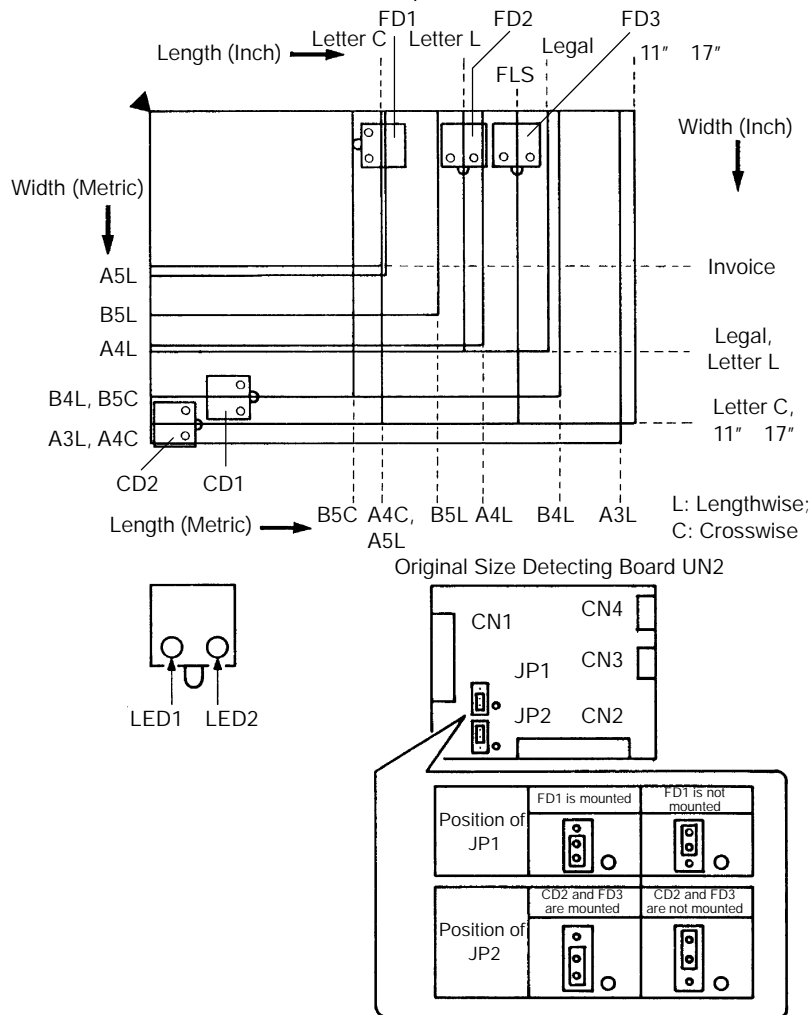 FD1 FD2 FD3
Length (Inch) Letter C Letter L Legal 11" 17"
FLS
Width (Inch)
Width (Metric)
A5L
Invoice
B5L
A4L
Legal,
Letter L
B4L, B5C
Letter C,
11" 17"
A3L, A4C
CD2 CD1
Length (Metric) B5C A4C, A5L B5L A4L B4L A3L
L: Lengthwise;
C: Crosswise
Original Size Detecting Board UN2
CN1 CN4
JP1 CN3
JP2 CN2
LED1 LED2
Position of
JP1
FD1 is mounted
FD1 is not
mounted
Position of
JP2
CD2 and FD3
are mounted
CD2 and FD3
are not mounted